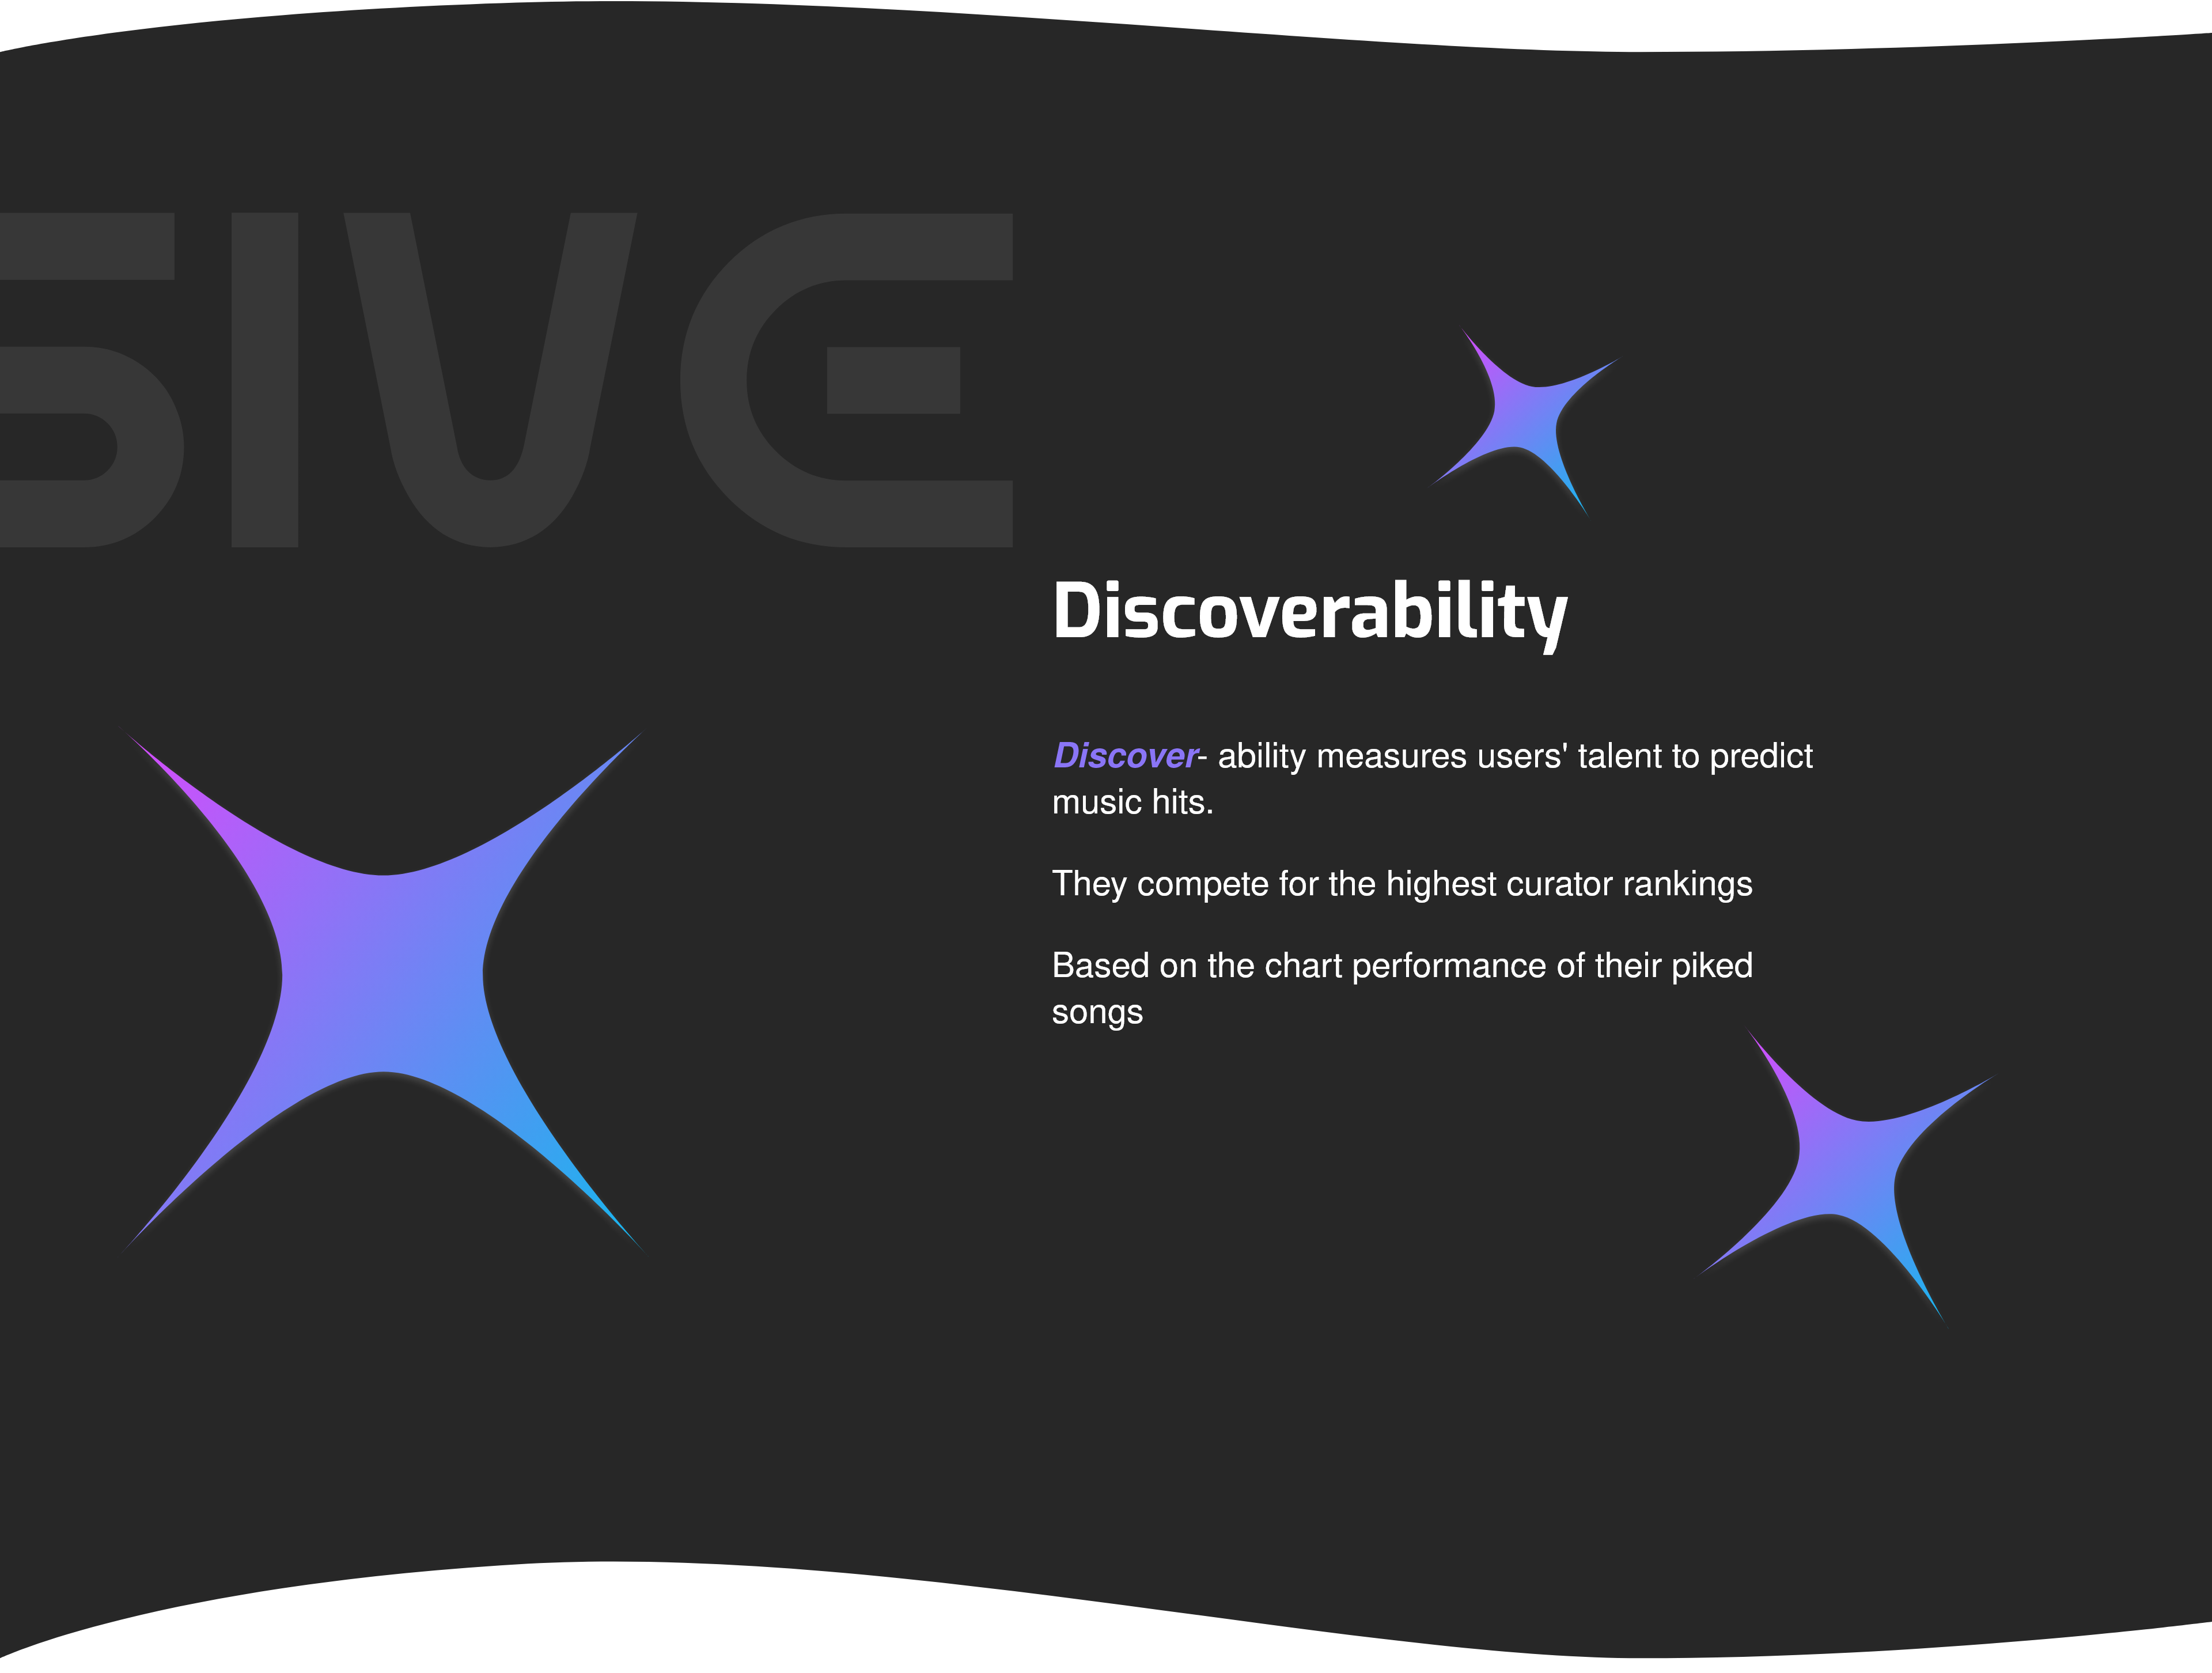 SIVE
Discoverability
Discover- ability measures users' talent to predict
music hits.
They compete for the highest curator rankings
Based on the chart performance of their piked
songs